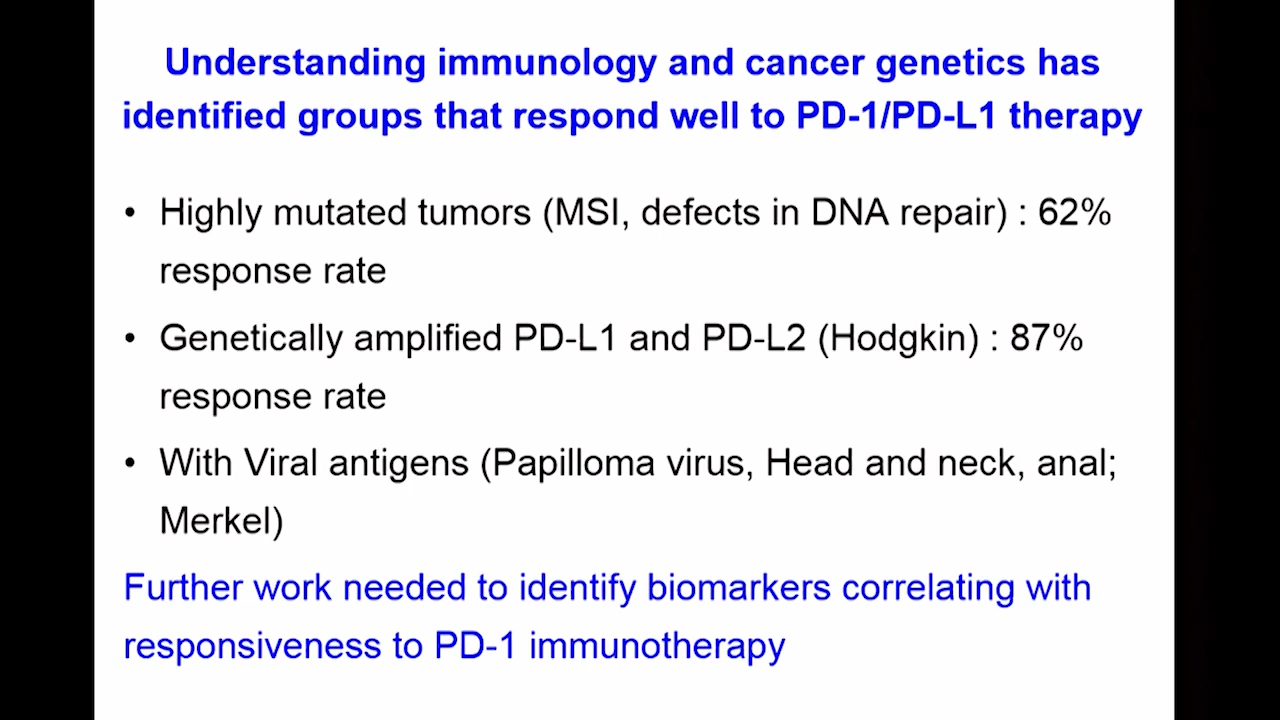 Understanding immunology and cancer genetics has
identified groups that respond well to PD-1/PD-L1 therapy
• Highly mutated tumors (MSI, defects in DNA repair) : 62%
response rate
• Genetically amplified PD-L1 and PD-L2 (Hodgkin) : 87%
response rate
• With Viral antigens (Papilloma virus, Head and neck, anal;
Merkel)
Further work needed to identify biomarkers correlating with
responsiveness to PD-1 immunotherapy